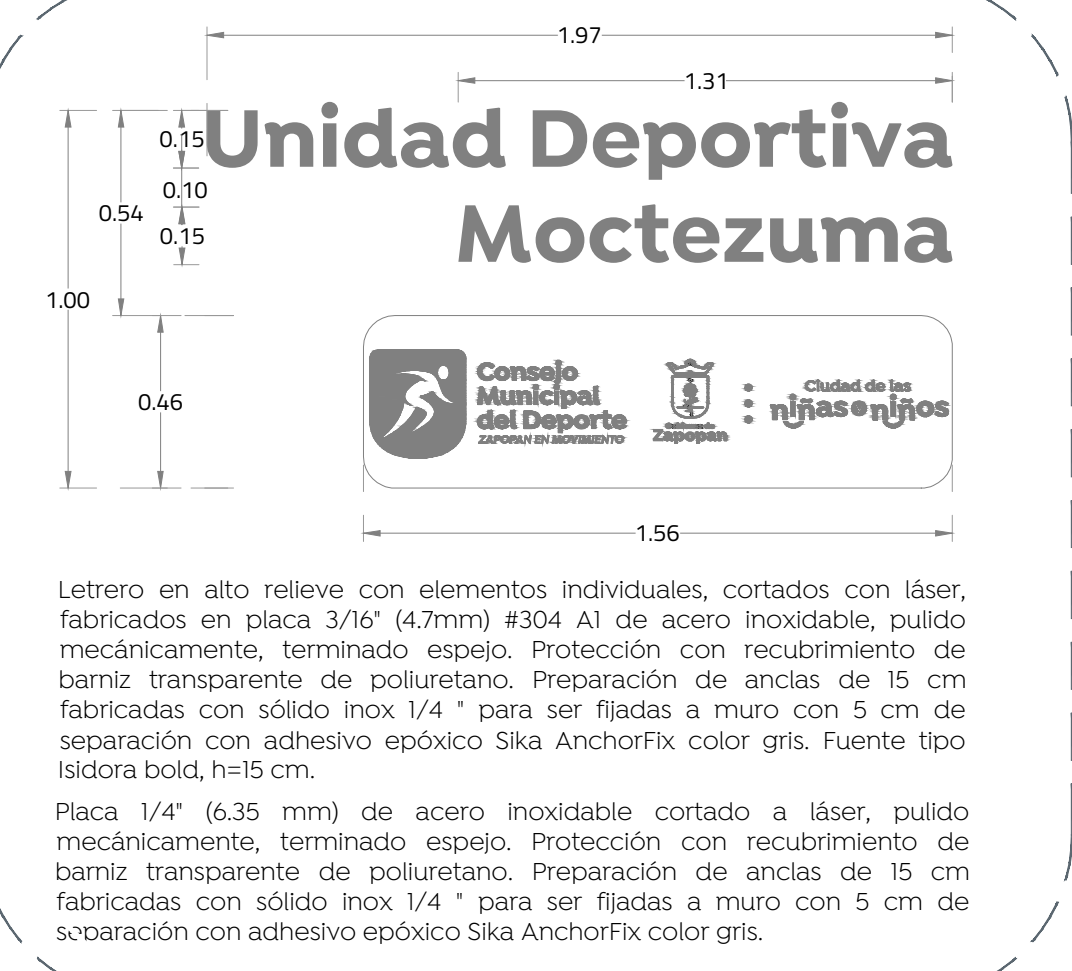 1.97
1.31
0.15
Unidad Deportiva
0.10
0.54
0.15
Moctezuma
1.00
0.46
Consejo
Municipal
del Deporte
ZAPOPAN EN MOVIMIENTO
Gobierno de
Zapopan
Ciudad de las
niñas e niños
1.56
Letrero en alto relieve con elementos individuales, cortados con láser,
fabricados en placa 3/16" (4.7mm) #304 A1 de acero inoxidable, pulido
mecánicamente, terminado espejo. Protección con recubrimiento de
barniz transparente de poliuretano. Preparación de anclas de 15 cm
fabricadas con sólido inox 1/4 " para ser fijadas a muro con 5 cm de
separación con adhesivo epóxico Sika AnchorFix color gris. Fuente tipo
Isidora bold, h=15 cm.
Placa 1/4" (6.35 mm) de acero inoxidable cortado a láser, pulido
mecánicamente, terminado espejo. Protección con recubrimiento de
barniz transparente de poliuretano. Preparación de anclas de 15 cm
fabricadas con sólido inox 1/4 " para ser fijadas a muro con 5 cm de
separación con adhesivo epóxico Sika AnchorFix color gris.